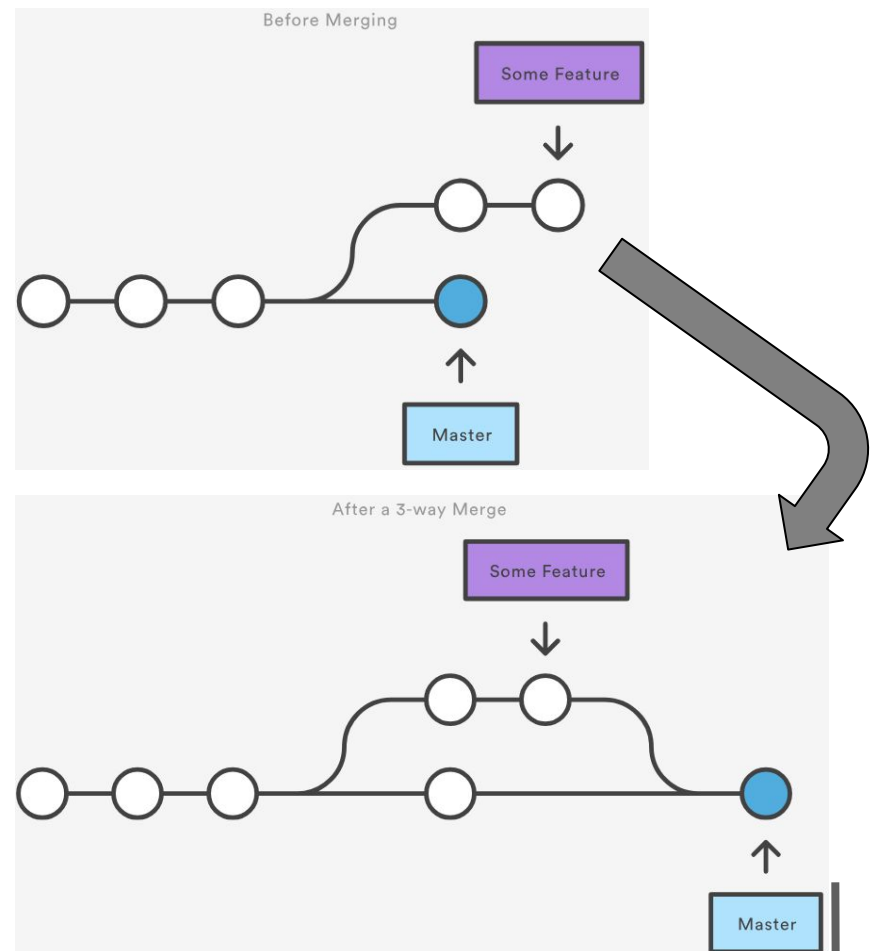 Before Merging
Some Feature
Master
After a 3-way Merge
Some Feature
Master